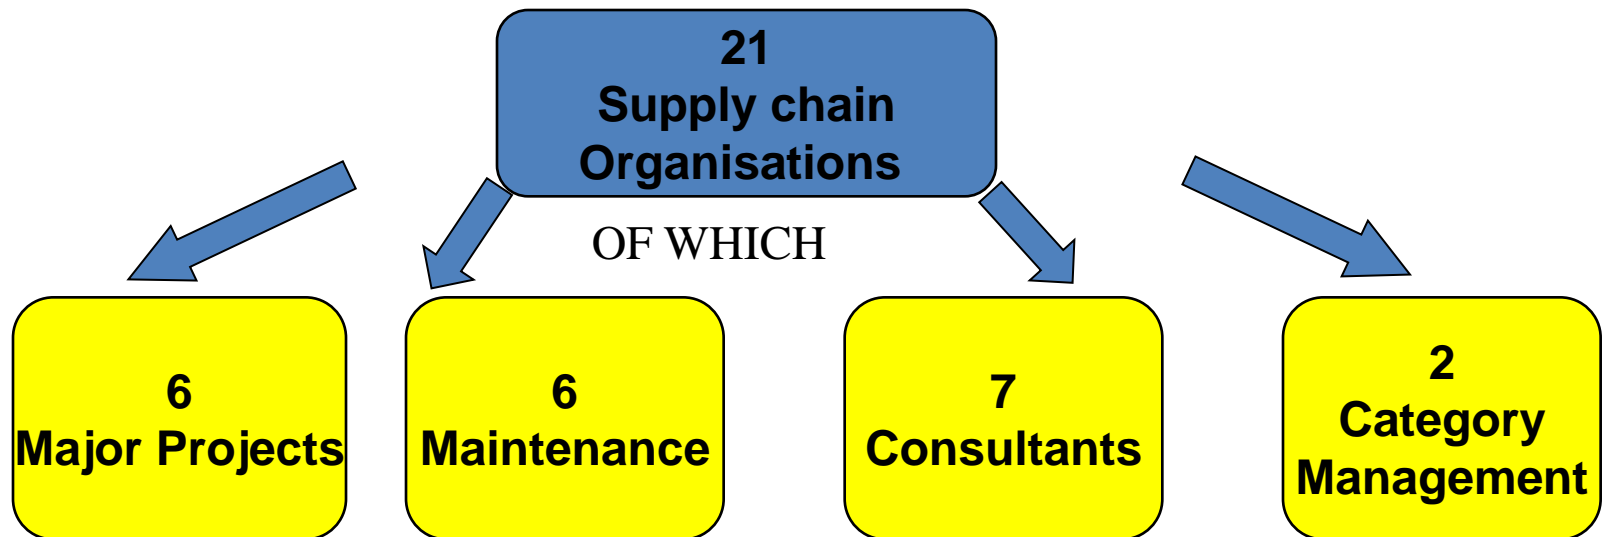 21
Supply chain
Organisations
OF WHICH
6
Major Projects
6
Maintenance
7
Consultants
2
Category
Management